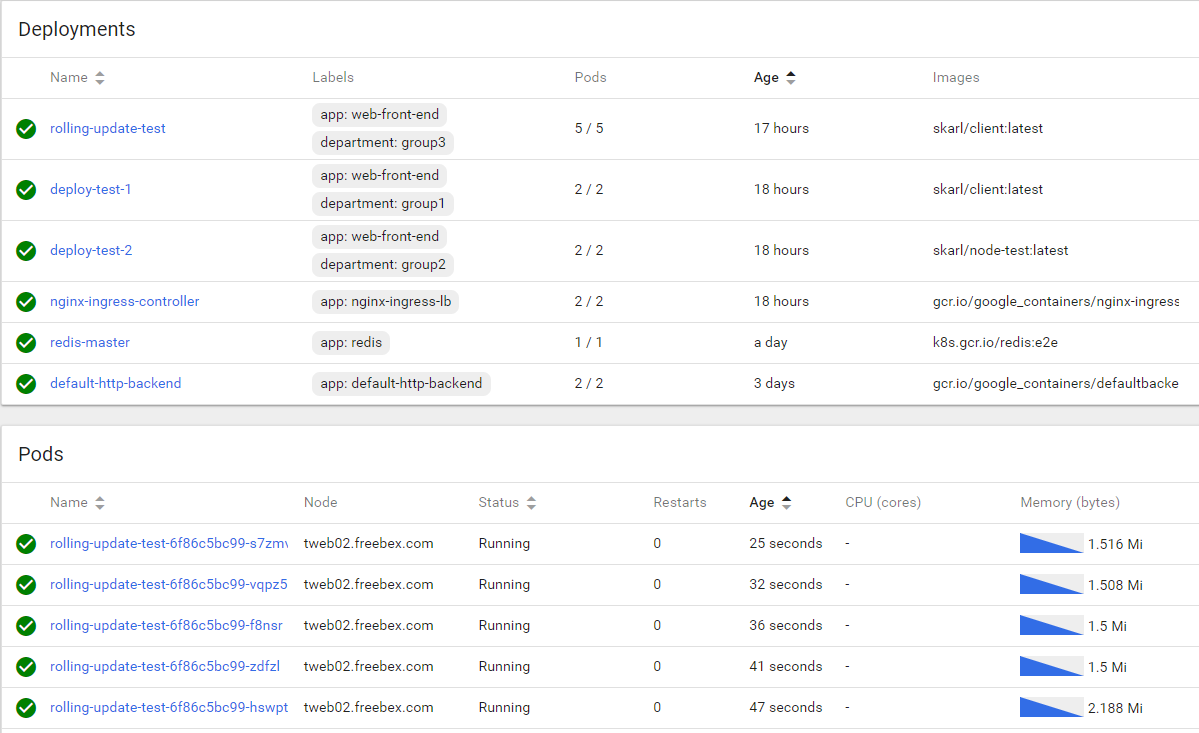 Deployments
Name Labels Pods Age Images
app: web-front-end
rolling-update-test 5 / 5 17 hours skarl/client:latest
department: group3
app: web-front-end
deploy-test-1 2 / 2 18 hours skarl/client:latest
department: group1
app: web-front-end
deploy-test-2 2 / 2 18 hours skarl/node-test:latest
department: group2
nginx-ingress-controller app: nginx-ingress-lb 2 / 2 18 hours gcr.io/google_containers/nginx-ingress
redis-master app: redis 1 / 1 a day k8s.gcr.io/redis:e2e
default-http-backend app: default-http-backend 2 / 2 3 days gcr.io/google_containers/defaultbacke
Pods
Name Node Status Restarts Age CPU (cores) Memory (bytes)
rolling-update-test-6f86c5bc99-s7zmv tweb02.freebex.com Running 0 25 seconds - 1.516 Mi
rolling-update-test-6f86c5bc99-vqpz5 tweb02.freebex.com Running 0 32 seconds - 1.508 Mi
rolling-update-test-6f86c5bc99-f8nsr tweb02.freebex.com Running 0 36 seconds - 1.5 Mi
rolling-update-test-6f86c5bc99-zdfzl tweb02.freebex.com Running 0 41 seconds - 1.5 Mi
rolling-update-test-6f86c5bc99-hswpt tweb02.freebex.com Running 0 47 seconds - 2.188 Mi